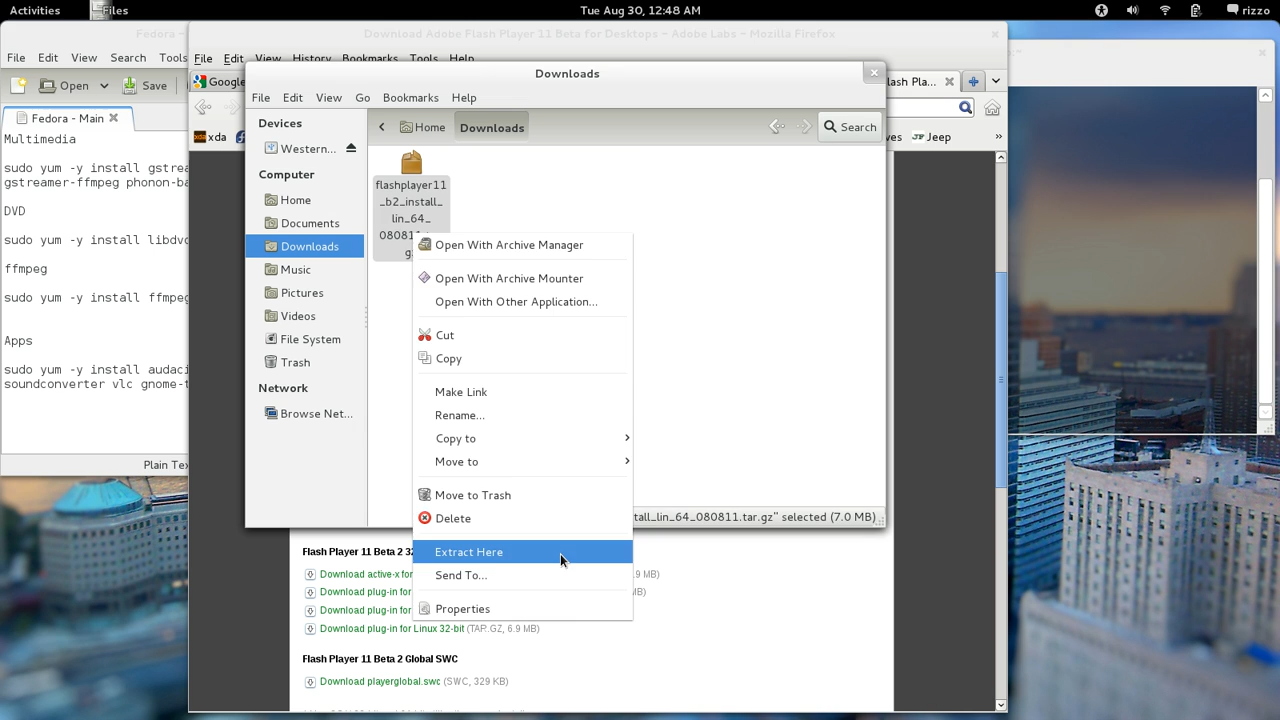 Activities Files Tue Aug 30, 12:48 AM rizzo
Fedora –
Download Adobe Flash Player 11 Beta for Desktops – Adobe Labs – Mozilla Firefox
File Edit View Search Tools
File Edit View History Bookmarks Tools Help
Open Save
Google
lash Pla...
Fedora - Main
xda
ves Jeep »
Multimedia
sudo yum -y install gstrea
gstreamer-ffmpeg phonon-ba
DVD
sudo yum -y install libdvc
ffmpeg
sudo yum -y install ffmpeg
Apps
sudo yum -y install audaci
soundconverter vlc gnome-t
Plain Tex
Downloads
File Edit View Go Bookmarks Help
Devices
Western...
Computer
Home
Documents
Downloads
Music
Pictures
Videos
File System
Trash
Network
Browse Net...
Home Downloads Search
flashplayer11
_b2_install_
lin_64_
080811
g
Open With Archive Manager
Open With Archive Mounter
Open With Other Application...
Cut
Copy
Make Link
Rename...
Copy to
Move to
Move to Trash
Delete
Extract Here
Send To...
Properties
tall_lin_64_080811.tar.gz" selected (7.0 MB)
Flash Player 11 Beta 2 32
Download active-x for .9 MB)
Download plug-in for MB)
Download plug-in for
Download plug-in for Linux 32-bit (TAR.GZ, 6.9 MB)
Flash Player 11 Beta 2 Global SWC
Download playerglobal.swc (SWC, 329 KB)